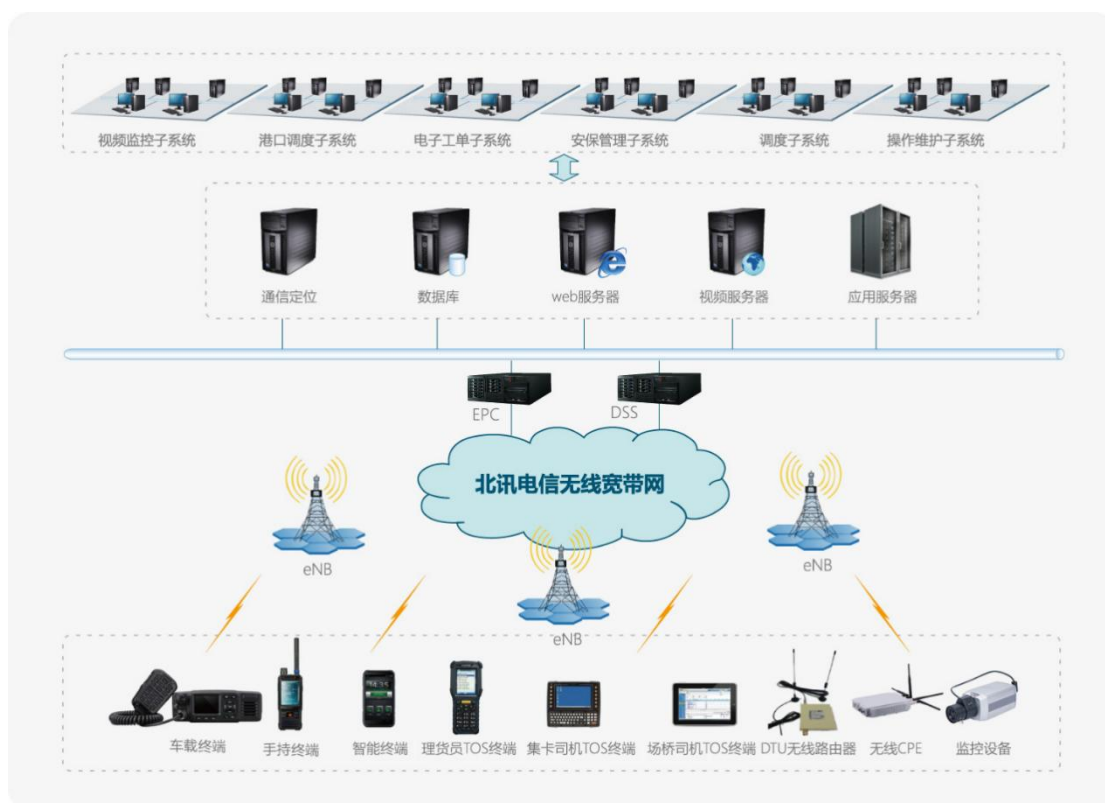 视频监控子系统
港口调度子系统
电子工单子系统
安保管理子系统
调度子系统
操作维护子系统
通信定位
数据库
web服务器
视频服务器
应用服务器
EPC
DSS
北讯电信无线宽带网
eNB
eNB
eNB
车载终端
手持终端
智能终端
理货员TOS终端
集卡司机TOS终端
场桥司机TOS终端
DTU无线路由器
无线CPE
监控设备